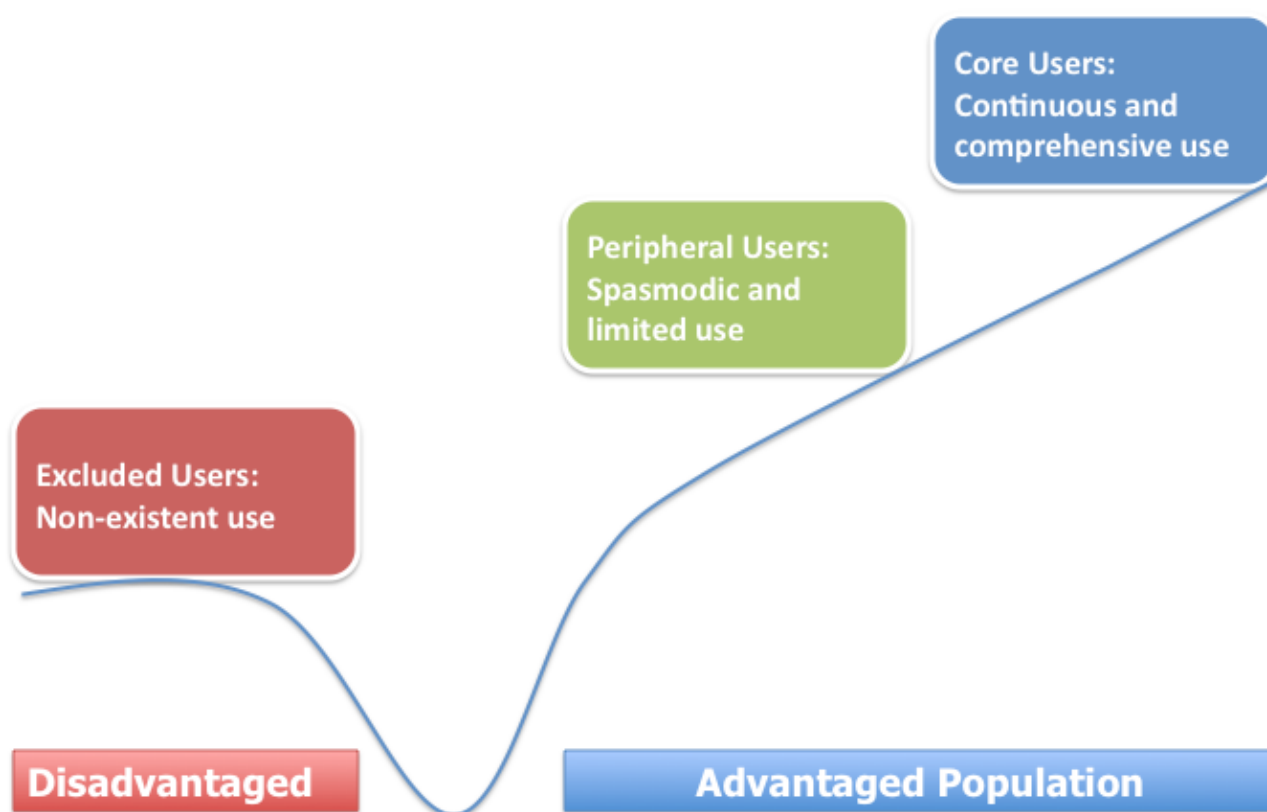 Core Users:
Continuous and
comprehensive use
Peripheral Users:
Spasmodic and
limited use
Excluded Users:
Non-existent use
Disadvantaged
Advantaged Population